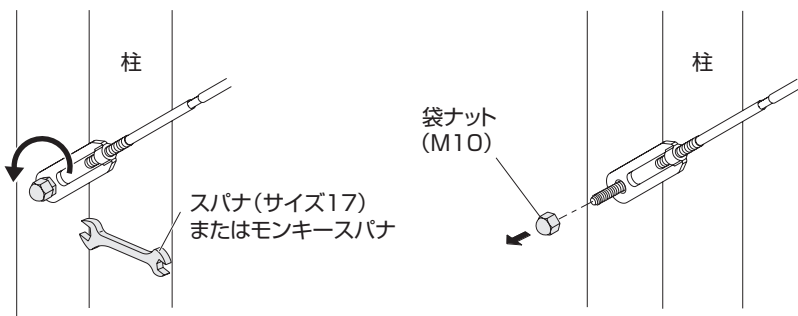 柱
スパナ（サイズ17）
またはモンキースパナ
柱
袋ナット
（M10）